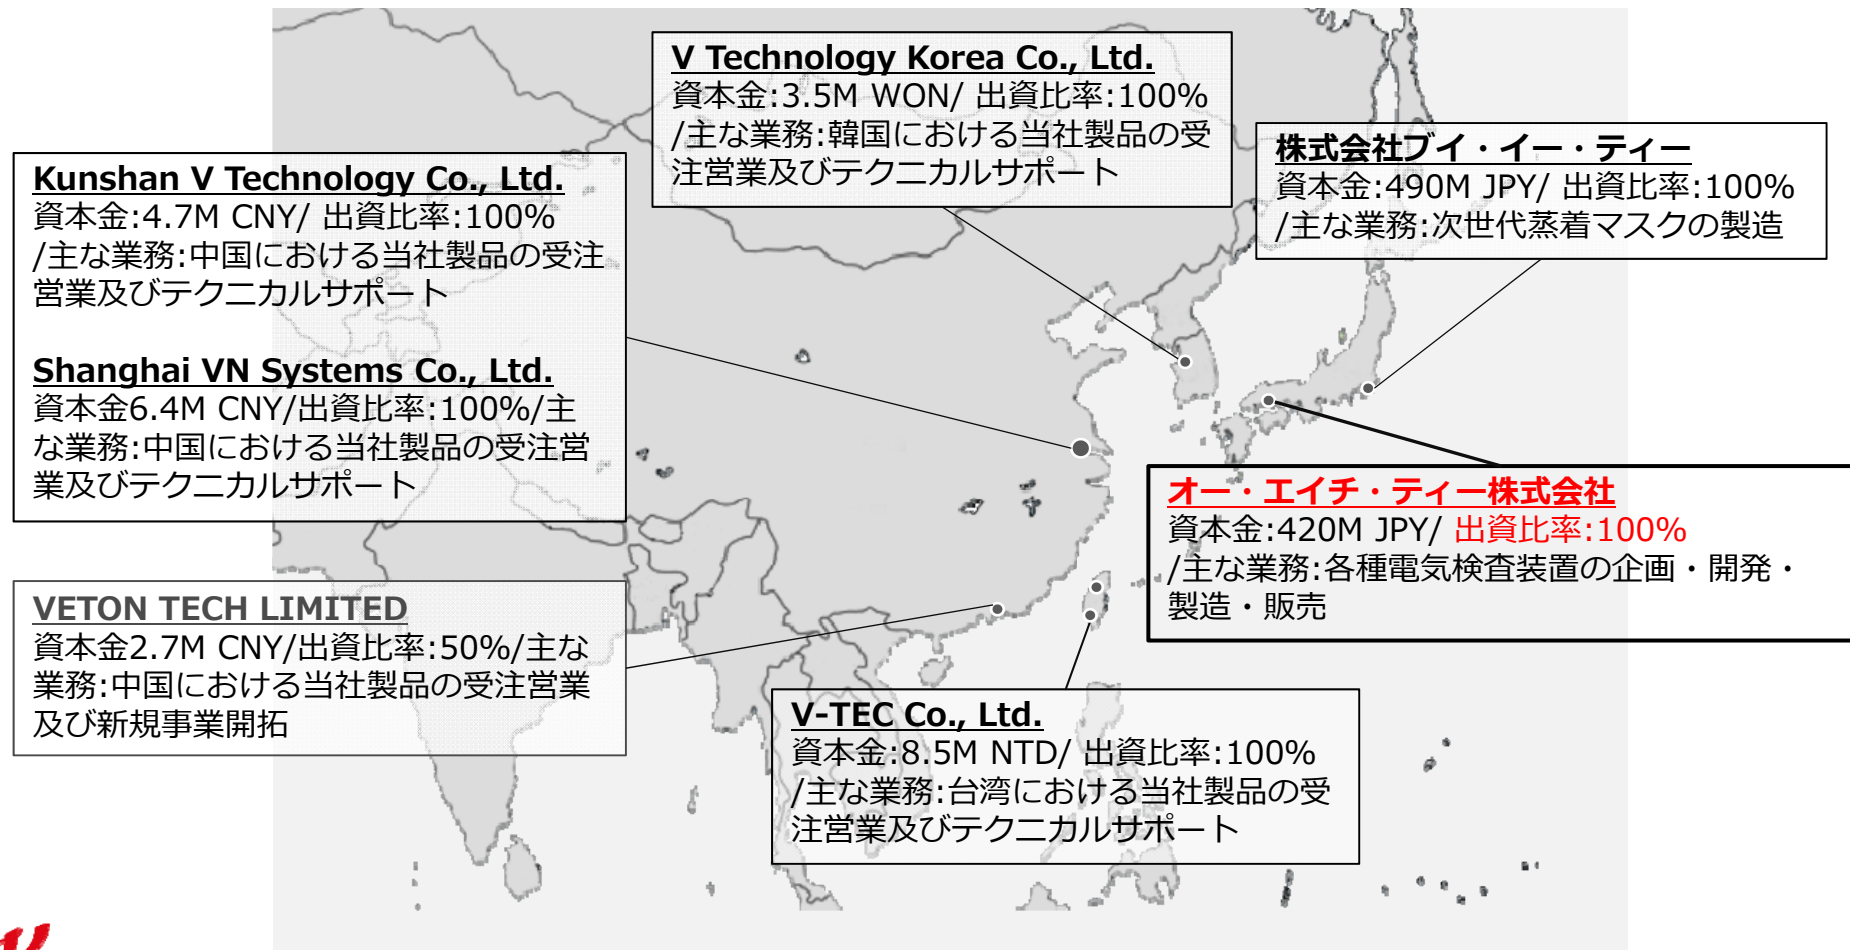 V Technology Korea Co., Ltd.
資本金:3.5M WON/ 出資比率:100%
/主な業務:韓国における当社製品の受
注営業及びテクニカルサポート
株式会社ブイ・イー・ティー
資本金:490M JPY/ 出資比率:100%
/主な業務:次世代蒸着マスクの製造
Kunshan V Technology Co., Ltd.
資本金:4.7M CNY/ 出資比率:100%
/主な業務:中国における当社製品の受注
営業及びテクニカルサポート
Shanghai VN Systems Co., Ltd.
資本金6.4M CNY/出資比率:100%/主
な業務:中国における当社製品の受注営
業及びテクニカルサポート
オー・エイチ・ティー株式会社
資本金:420M JPY/ 出資比率:100%
/主な業務:各種電気検査装置の企画・開発・
製造・販売
VETON TECH LIMITED
資本金2.7M CNY/出資比率:50%/主な
業務:中国における当社製品の受注営業
及び新規事業開拓
V-TEC Co., Ltd.
資本金:8.5M NTD/ 出資比率:100%
/主な業務:台湾における当社製品の受
注営業及びテクニカルサポート